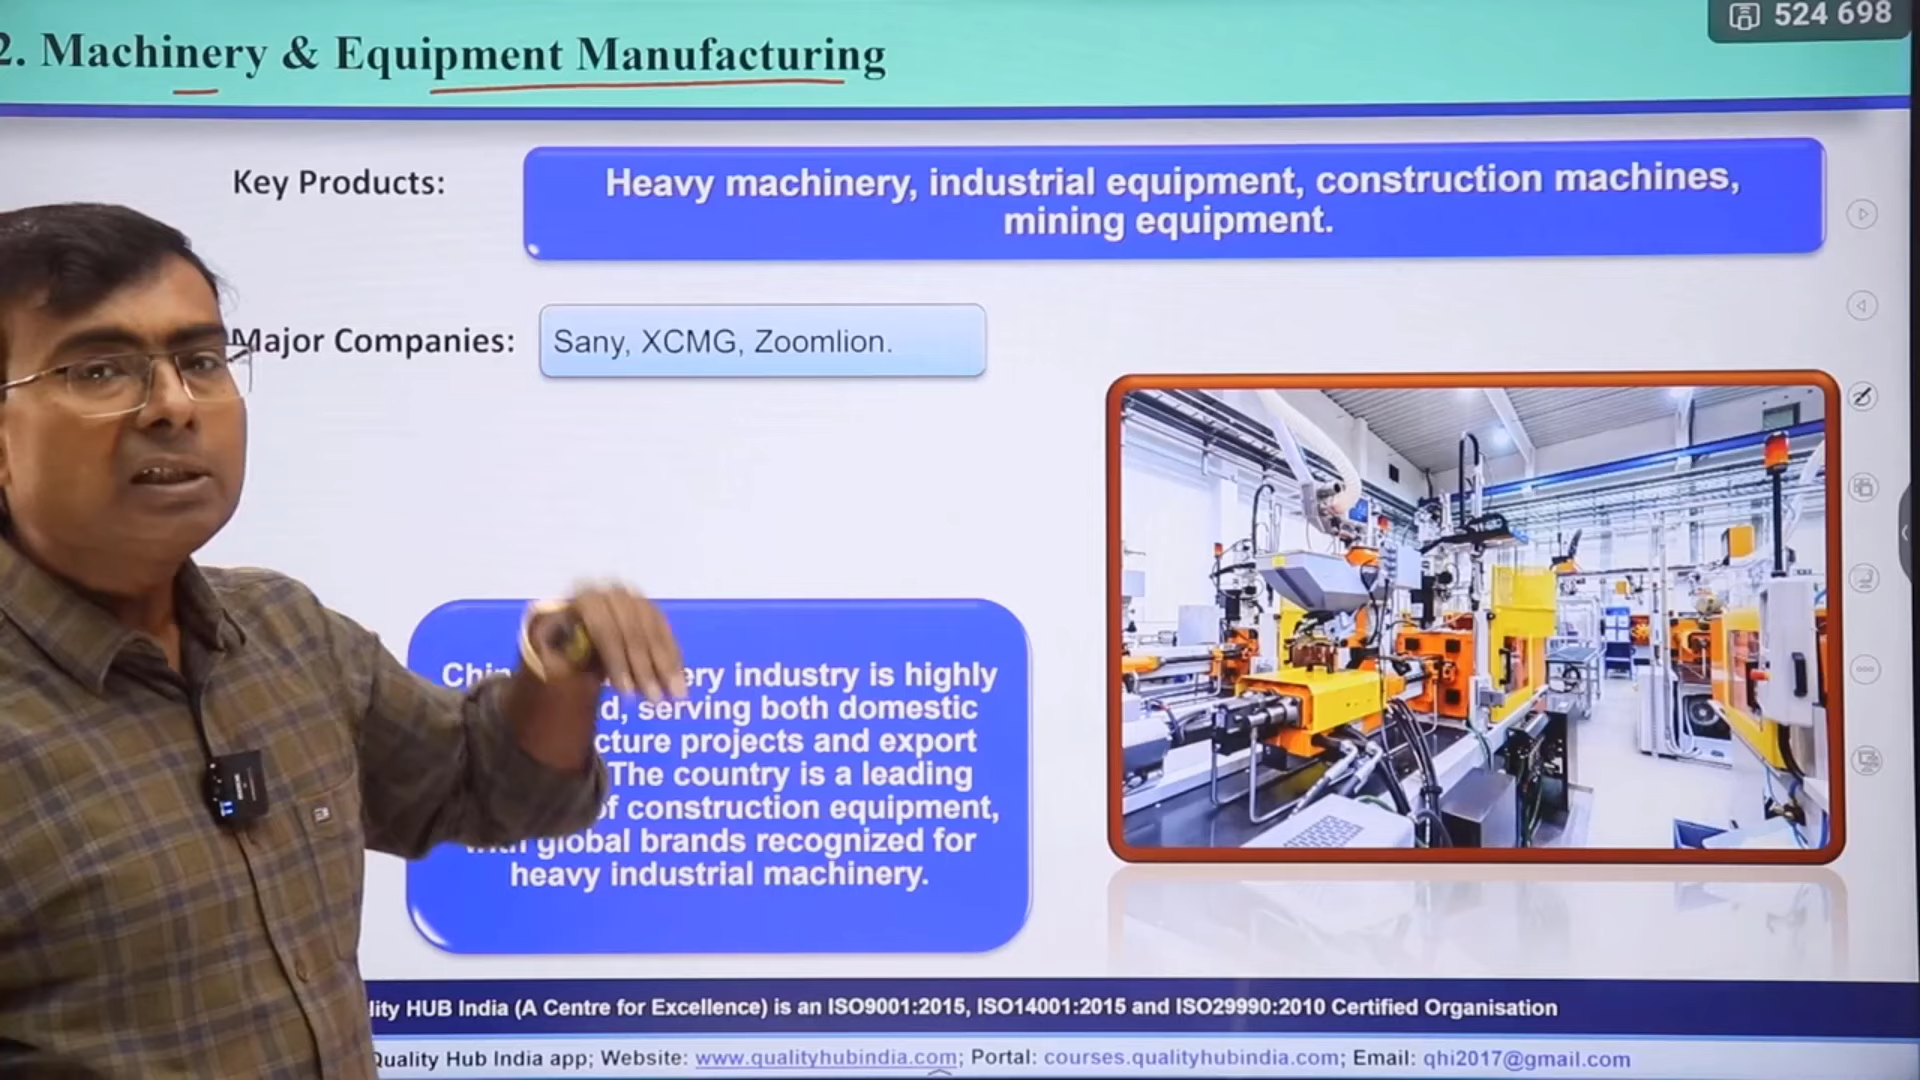 524 698
2. Machinery & Equipment Manufacturing
Key Products:
Heavy machinery, industrial equipment, construction machines,
mining equipment.
Major Companies:
Sany, XCMG, Zoomlion.
industry is highly
serving both domestic
projects and export
The country is a leading
of construction equipment,
global brands recognized for
heavy industrial machinery.
HUB India (A Centre for Excellence) is an ISO9001:2015, ISO14001:2015 and ISO29990:2010 Certified Organisation
Quality Hub India app; Website: www.qualityhubindia.com; Portal: courses.qualityhubindia.com; Email: qhi2017@gmail.com